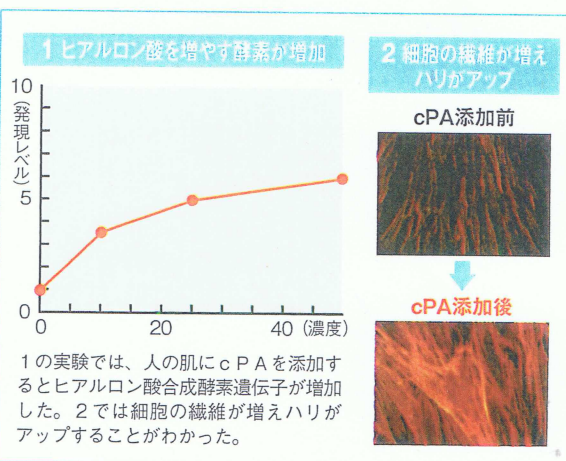 1 ヒアルロン酸を増やす酵素が増加
10
(発現レベル)
5
0
0
20
40 (濃度)
2 細胞の繊維が増え
ハリがアップ
cPA添加前
cPA添加後
1の実験では、人の肌にｃＰＡを添加す
るとヒアルロン酸合成酵素遺伝子が増加
した。2では細胞の繊維が増えハリが
アップすることがわかった。